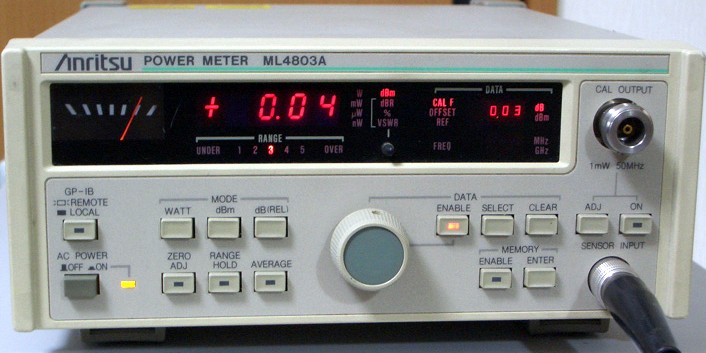 Anritsu POWER METER ML4803A
DATA
CAL OUTPUT
W
mW
μW
nW
dBm
dBR
%
VSWR
+ 0.04
CAL F
OFFSET
REF
FREQ
0.03
dB
dBm
MHz
GHz
RANGE
UNDER 1 2 3 4 5 OVER
1mW 50MHz
GP-IB
REMOTE
LOCAL
MODE
WATT dBm dB(REL)
DATA
ENABLE SELECT CLEAR
ADJ ON
SENSOR INPUT
AC POWER
OFF ON
ZERO ADJ
RANGE HOLD
AVERAGE
MEMORY
ENABLE ENTER